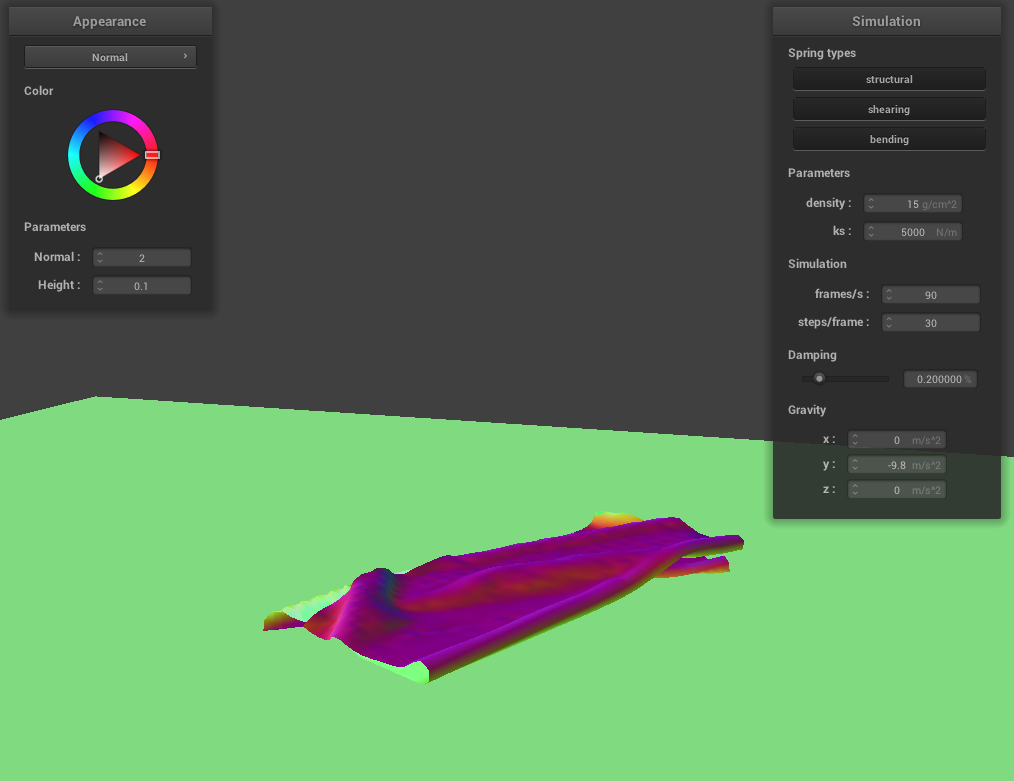 Appearance
Normal
Color
Parameters
Normal : 2
Height : 0.1
Simulation
Spring types
structural
shearing
bending
Parameters
density : 15 g/cm^2
ks : 5000 N/m
Simulation
frames/s : 90
steps/frame : 30
Damping
0.200000 %
Gravity
x : 0 m/s^2
y : -9.8 m/s^2
z : 0 m/s^2